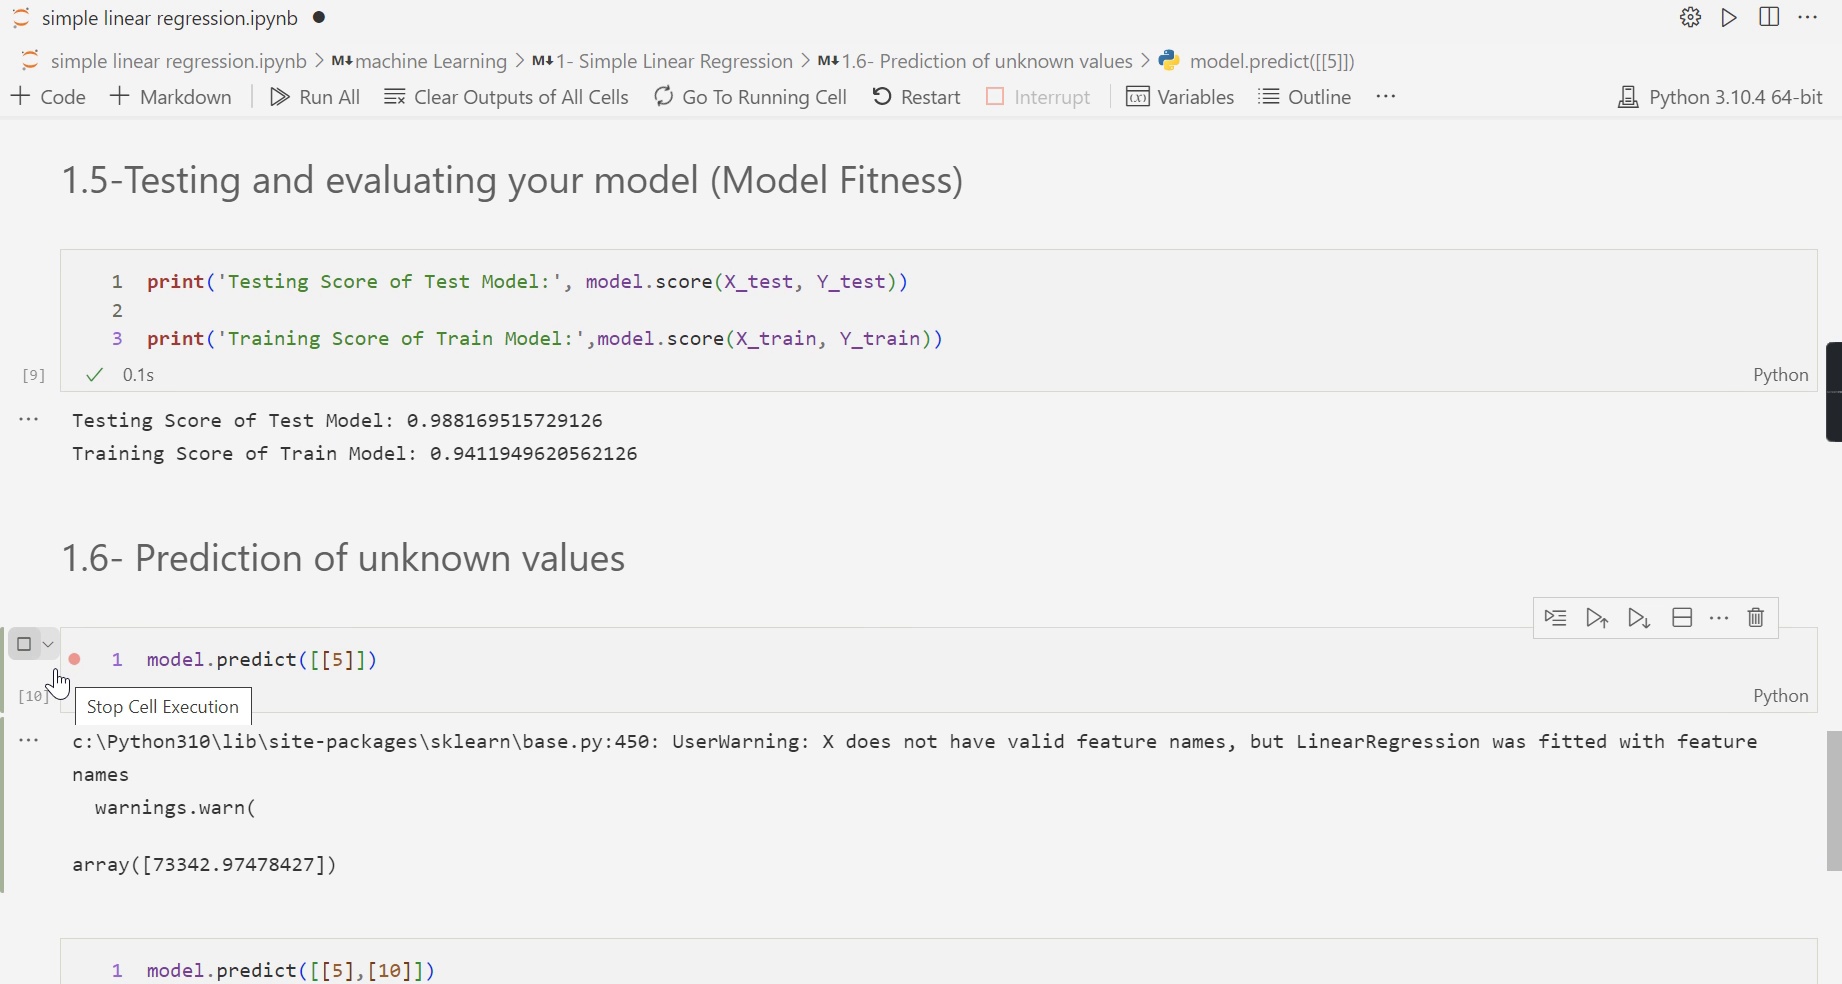 simple linear regression.ipynb
simple linear regression.ipynb > M↓ machine Learning > M↓ 1- Simple Linear Regression > M↓ 1.6- Prediction of unknown values > model.predict([[5]])
+ Code + Markdown Run All Clear Outputs of All Cells Go To Running Cell Restart Interrupt Variables Outline ··· Python 3.10.4 64-bit
1.5-Testing and evaluating your model (Model Fitness)
1 print('Testing Score of Test Model:', model.score(X_test, Y_test))
2
3 print('Training Score of Train Model:',model.score(X_train, Y_train))
[9] ✓ 0.1s Python
Testing Score of Test Model: 0.988169515729126
Training Score of Train Model: 0.9411949620562126
1.6- Prediction of unknown values
1 model.predict([[5]])
[10] Python
Stop Cell Execution
c:\Python310\lib\site-packages\sklearn\base.py:450: UserWarning: X does not have valid feature names, but LinearRegression was fitted with feature
names
warnings.warn(
array([73342.97478427])
1 model.predict([[5],[10]])